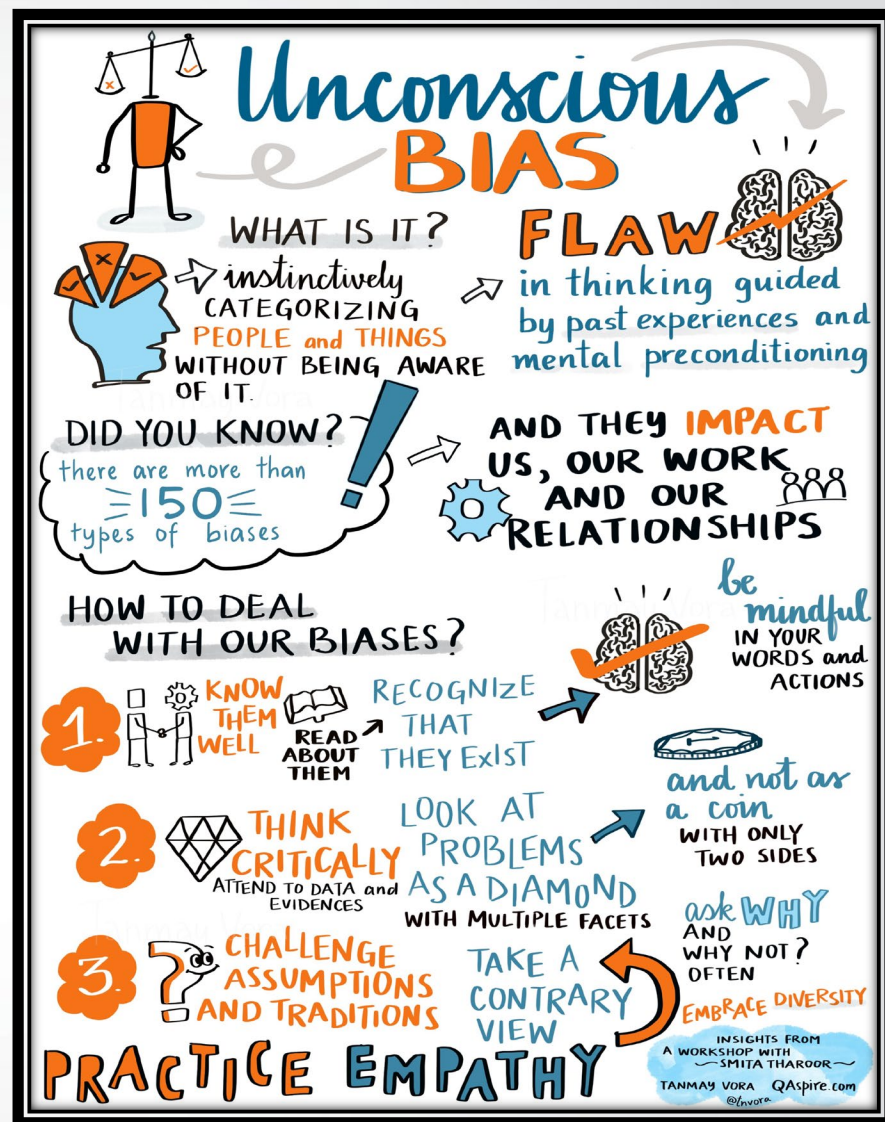 Unconscious
BIAS
WHAT IS IT?
instinctively
CATEGORIZING
PEOPLE and THINGS
WITHOUT BEING AWARE
OF IT.
FLAW
in thinking guided
by past experiences and
mental preconditioning
DID YOU KNOW?
there are more than
150
types of biases
AND THEY IMPACT
US, OUR WORK
AND OUR
RELATIONSHIPS
HOW TO DEAL
WITH OUR BIASES?
1.
KNOW
THEM
WELL
READ
ABOUT
THEM
RECOGNIZE
THAT
THEY EXIST
be
mindful
IN YOUR
WORDS and
ACTIONS
2.
THINK
CRITICALLY
ATTEND TO DATA and
EVIDENCES
LOOK AT
PROBLEMS
AS A DIAMOND
WITH MULTIPLE FACETS
and not as
a coin
WITH ONLY
TWO SIDES
3.
CHALLENGE
ASSUMPTIONS
AND TRADITIONS
TAKE A
CONTRARY
VIEW
ask WHY
AND
WHY NOT?
OFTEN
EMBRACE DIVERSITY
PRACTICE EMPATHY
INSIGHTS FROM
A WORKSHOP WITH
~SMITA THAROOR~
TANMAY VORA QAspire.com
@tnvora
Tanmay Vora
Tanmay Vora
Tanmay Vora